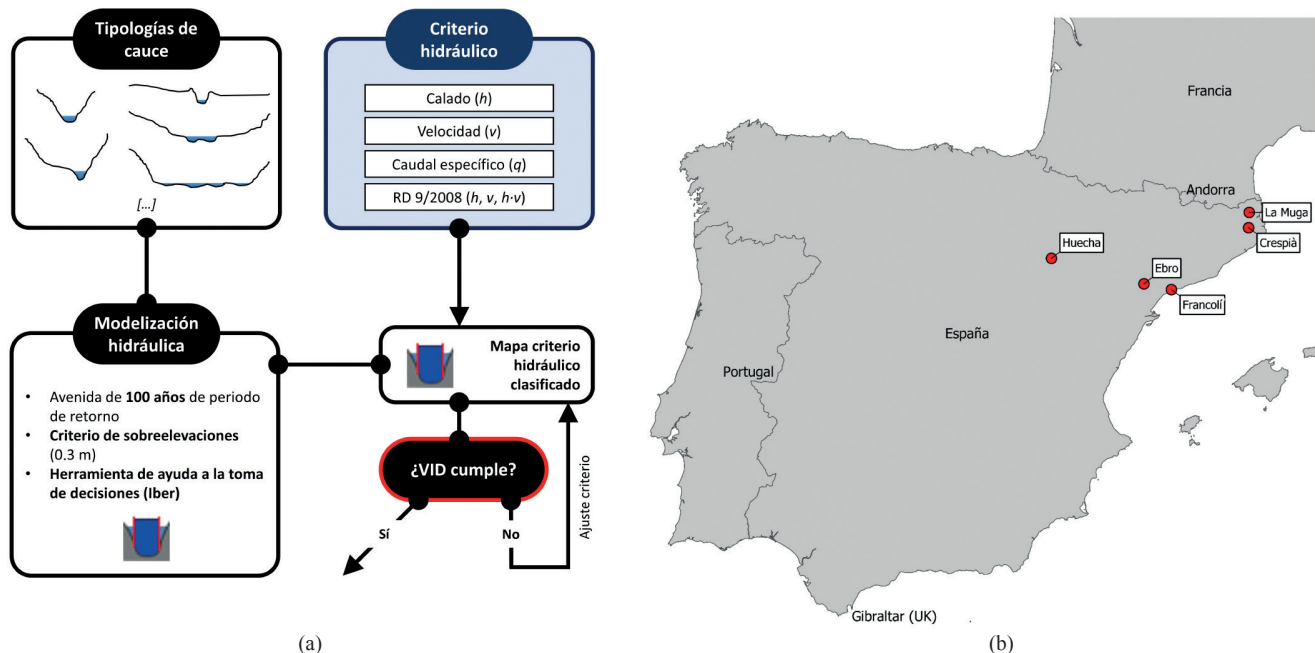 Tipologías de
cauce
[...]
Criterio
hidráulico
Calado (h)
Velocidad (v)
Caudal específico (q)
RD 9/2008 (h, v, h·v)
Modelización
hidráulica
• Avenida de 100 años de periodo
de retorno
• Criterio de sobreelevaciones
(0.3 m)
• Herramienta de ayuda a la toma
de decisiones (Iber)
Mapa criterio
hidráulico
clasificado
¿VID cumple?
Sí
No
Ajuste criterio
(a)
Francia
Andorra
La Muga
Crespià
Huecha
Ebro
Francolí
España
Portugal
Gibraltar (UK)
(b)